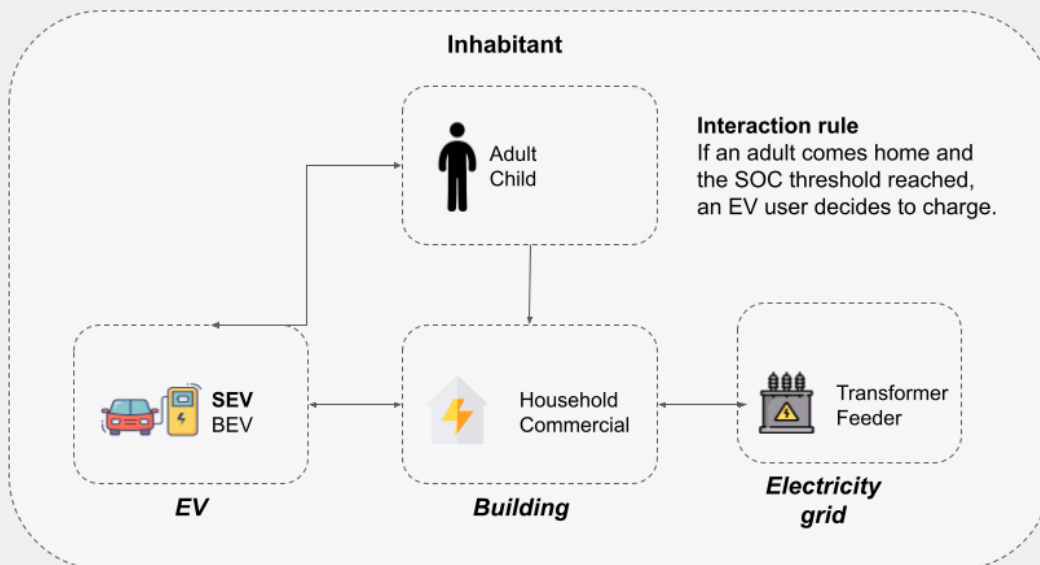 Inhabitant
Adult
Child
Interaction rule
If an adult comes home and
the SOC threshold reached,
an EV user decides to charge.
SEV
BEV
EV
Household
Commercial
Building
Transformer
Feeder
Electricity
grid